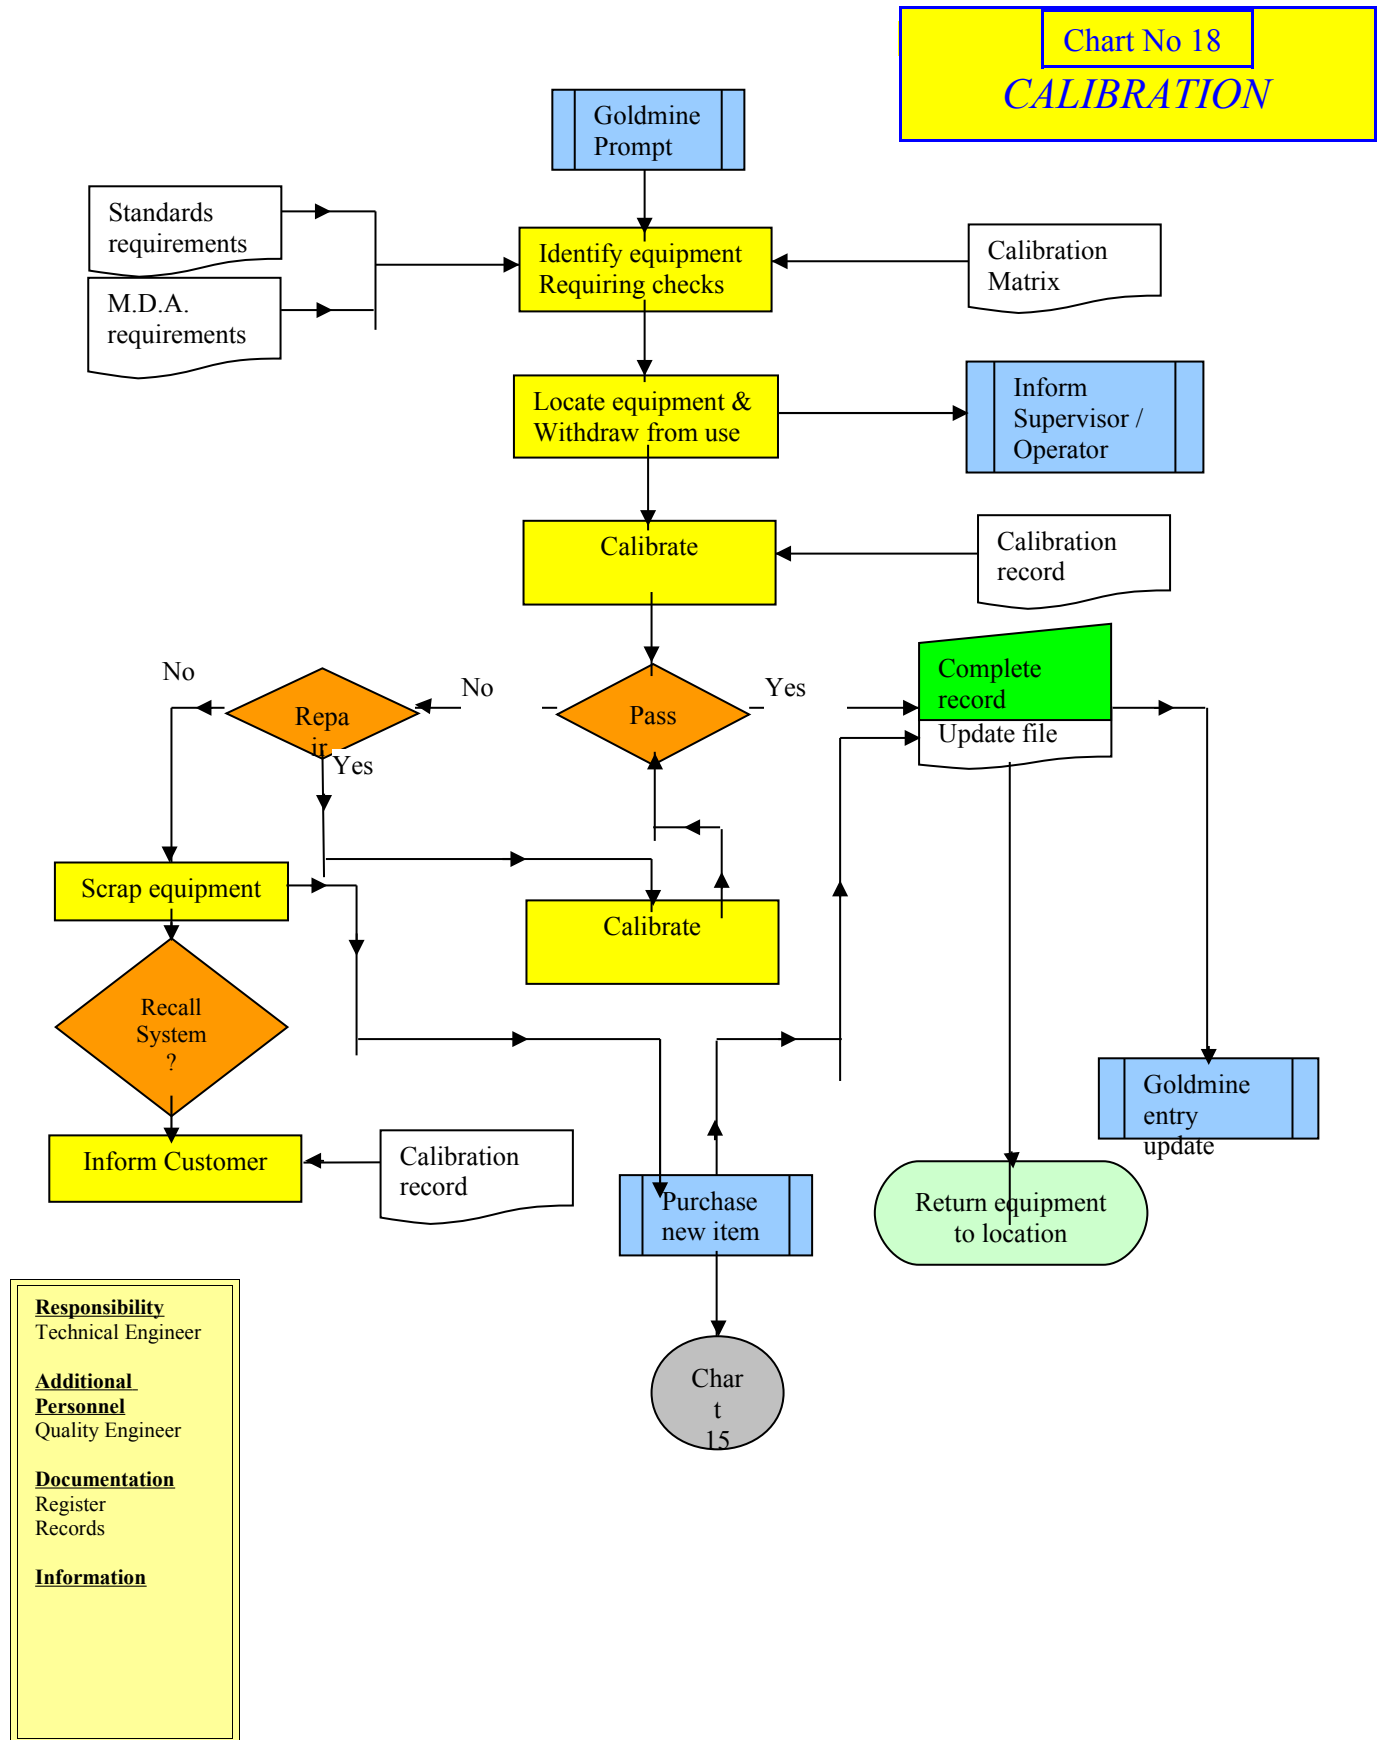 Chart No 18
CALIBRATION
Goldmine
Prompt
Standards
requirements
M.D.A.
requirements
Identify equipment
Requiring checks
Calibration
Matrix
Locate equipment &
Withdraw from use
Inform
Supervisor /
Operator
Calibrate
Calibration
record
No
Repa
ir
Yes
No
Pass
Yes
Complete
record
Update file
Scrap equipment
Calibrate
Recall
System
?
Inform Customer
Calibration
record
Purchase
new item
Goldmine
entry
update
Return equipment
to location
Char
t
15
Responsibility
Technical Engineer
Additional
Personnel
Quality Engineer
Documentation
Register
Records
Information